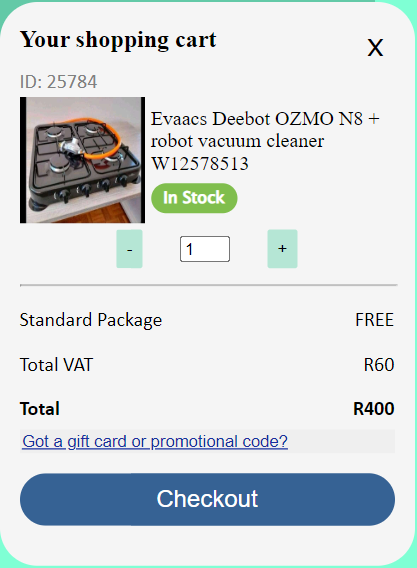 Your shopping cart
X
ID: 25784
Evaacs Deebot OZMO N8 +
robot vacuum cleaner
W12578513
In Stock
- 1 +
Standard Package FREE
Total VAT R60
Total R400
Got a gift card or promotional code?
Checkout